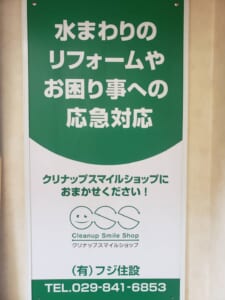 水まわりの
リフォームや
お困り事への
応急対応
クリナップスマイルショップに
おまかせください！
css
Cleanup Smile Shop
クリナップスマイルショップ
（有）フジ住設
TEL.029-841-6853